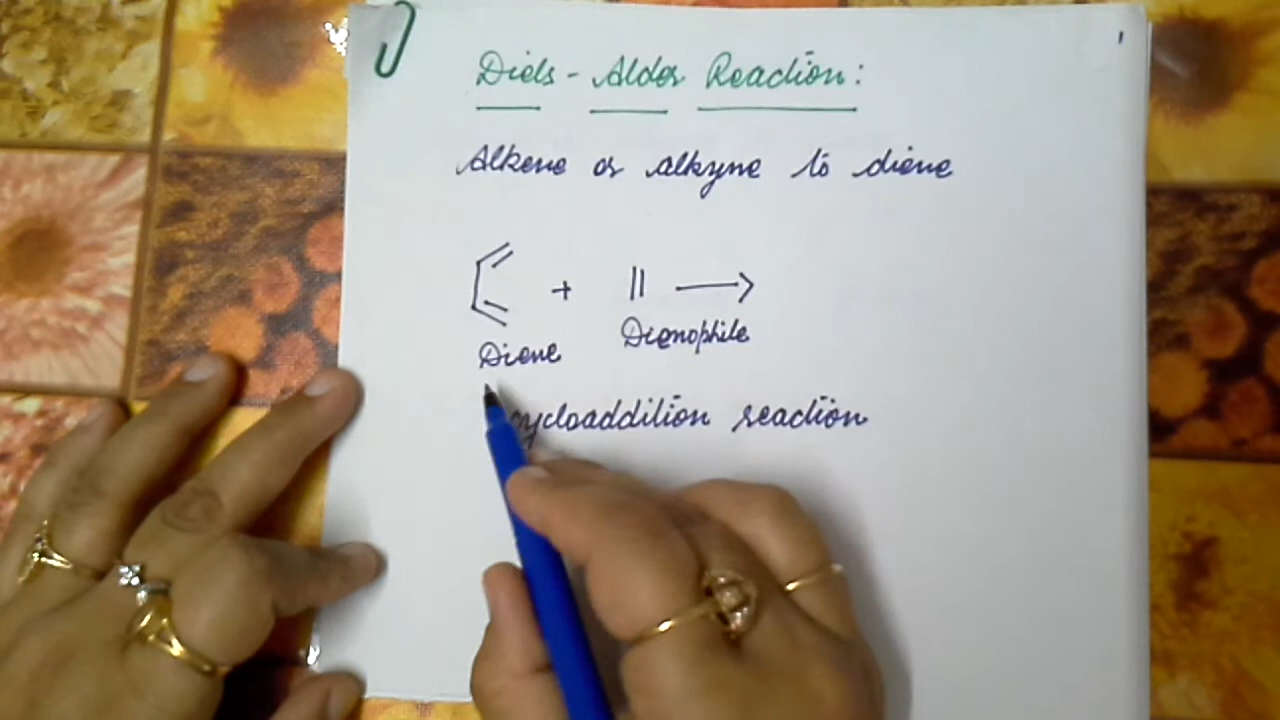 Diels - Alder Reaction:
Alkene or alkyne to diene
+
Diene
Dienophile
cycloaddition reaction